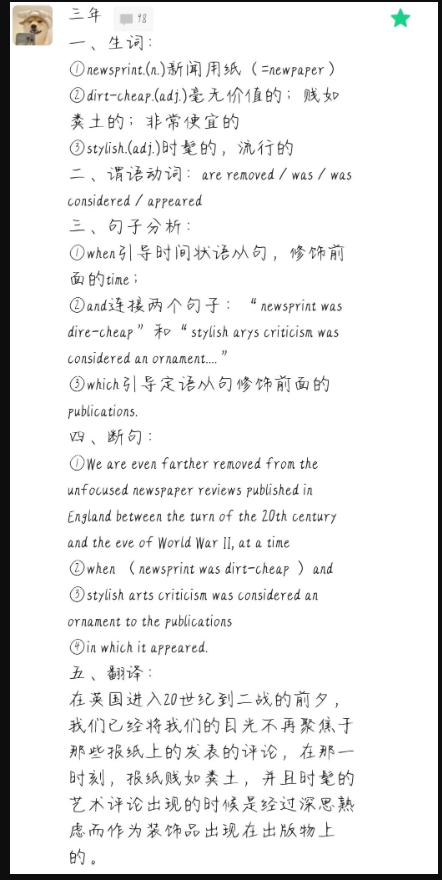 三年
98
一、生词：
①newsprint.(n.)新闻用纸（=newpaper）
②dirt-cheap.(adj.)毫无价值的；贱如
粪土的；非常便宜的
③stylish.(adj.)时髦的，流行的
二、谓语动词：are removed / was / was
considered / appeared
三、句子分析：
①when引导时间状语从句，修饰前
面的time；
②and连接两个句子：“newsprint was
dire-cheap”和“stylish arys criticism was
considered an ornament....”
③which引导定语从句修饰前面的
publications.
四、断句：
①We are even farther removed from the
unfocused newspaper reviews published in
England between the turn of the 20th century
and the eve of World War II, at a time
②when （newsprint was dirt-cheap ）and
③stylish arts criticism was considered an
ornament to the publications
④in which it appeared.
五、翻译：
在英国进入20世纪到二战的前夕，
我们已经将我们的目光不再聚焦于
那些报纸上的发表的评论，在那一
时刻，报纸贱如粪土，并且时髦的
艺术评论出现的时候是经过深思熟
虑而作为装饰品出现在出版物上
的。